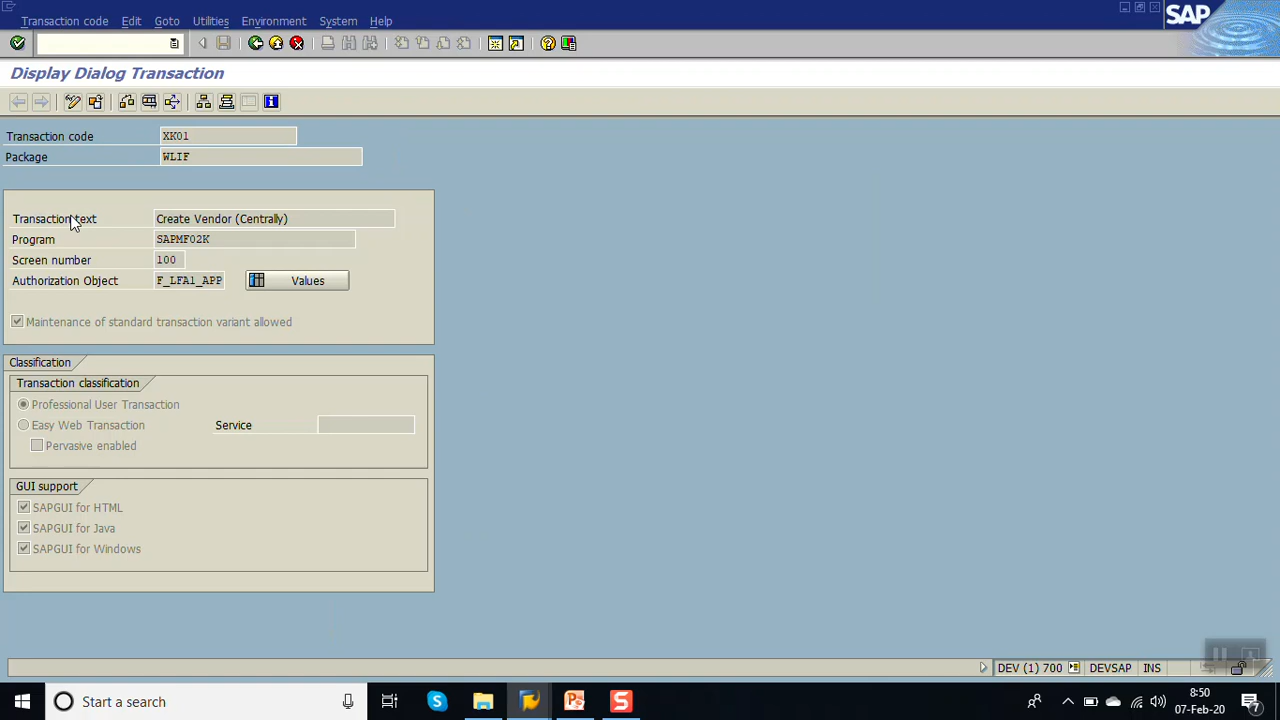 Transaction code Edit Goto Utilities Environment System Help
SAP
Display Dialog Transaction
Transaction code XK01
Package WLIF
Transaction text Create Vendor (Centrally)
Program SAPMF02K
Screen number 100
Authorization Object F_LFA1_APP Values
Maintenance of standard transaction variant allowed
Classification
Transaction classification
Professional User Transaction
Easy Web Transaction Service
Pervasive enabled
GUI support
SAPGUI for HTML
SAPGUI for Java
SAPGUI for Windows
DEV (1) 700 DEVSAP INS
Start a search
8:50
07-Feb-20
7